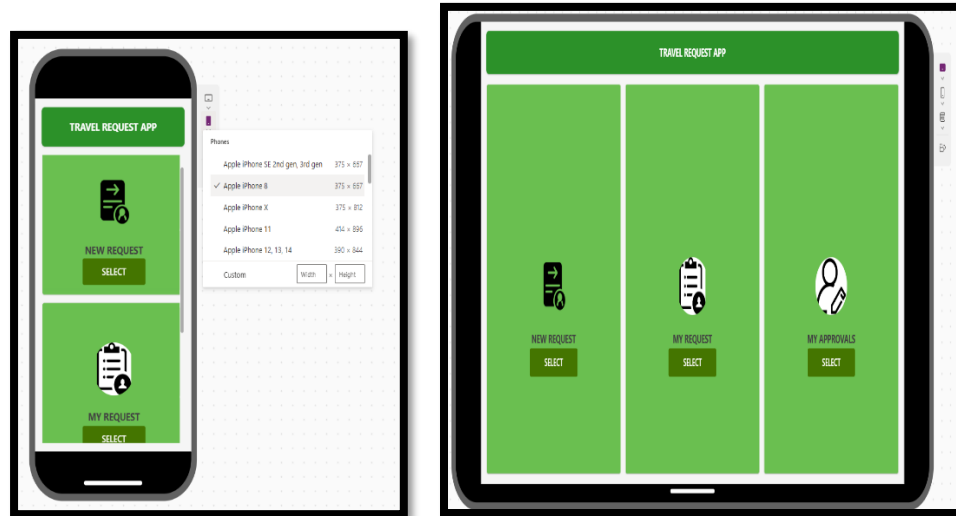 TRAVEL REQUEST APP
NEW REQUEST
SELECT
MY REQUEST
SELECT
Phones
Apple iPhone SE 2nd gen, 3rd gen 375 × 667
Apple iPhone 8 375 × 667
Apple iPhone X 375 × 812
Apple iPhone 11 414 × 896
Apple iPhone 12, 13, 14 390 × 844
Custom Width × Height
TRAVEL REQUEST APP
NEW REQUEST
SELECT
MY REQUEST
SELECT
MY APPROVALS
SELECT